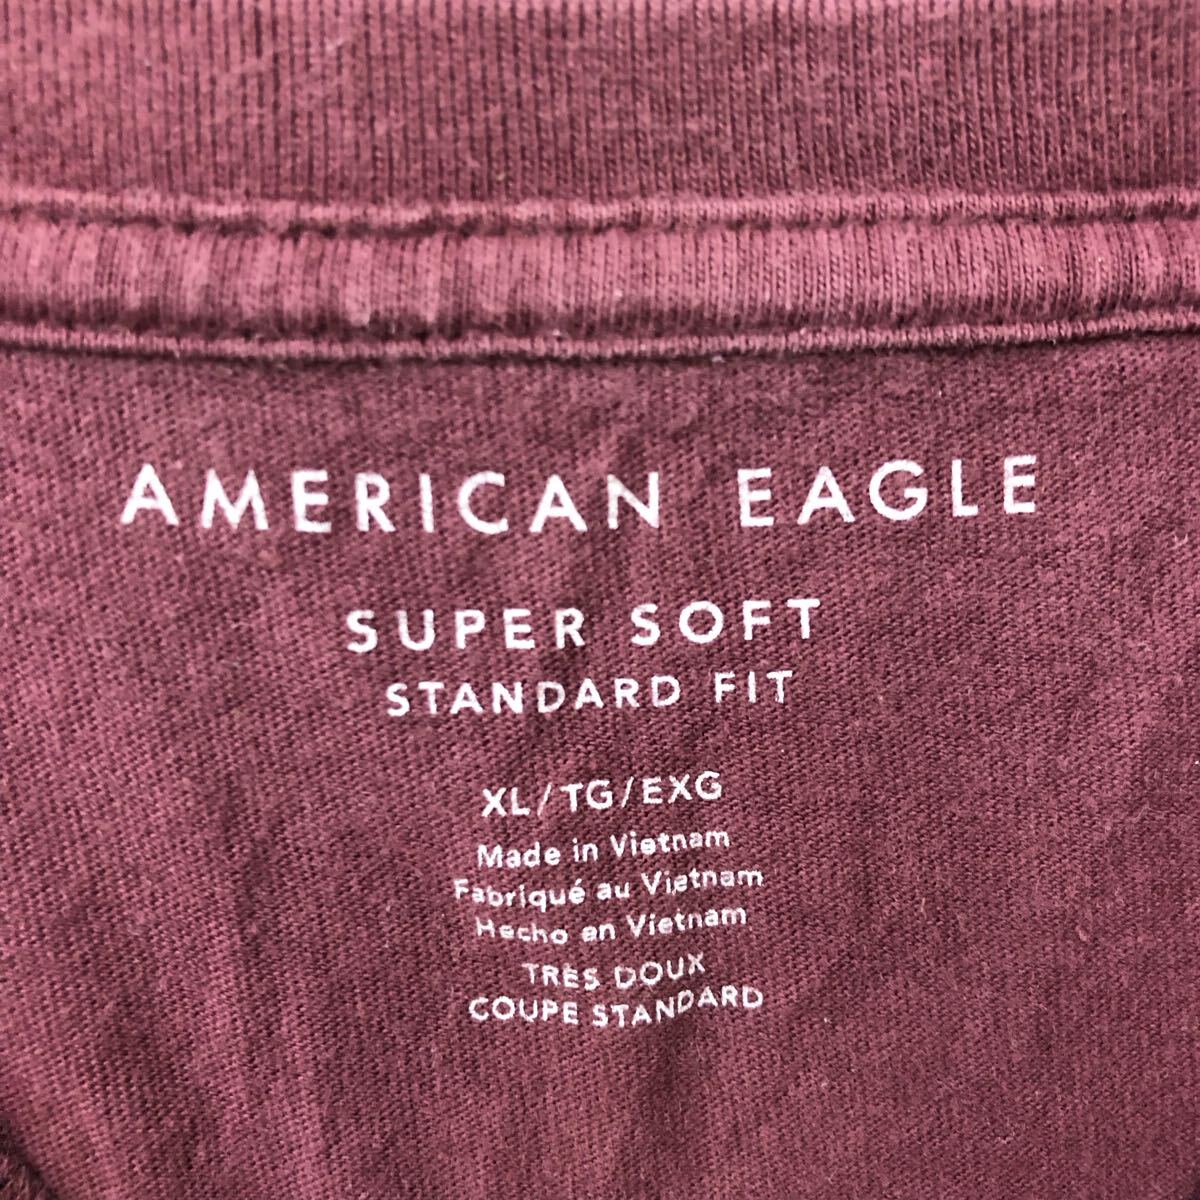 AMERICAN EAGLE
SUPER SOFT
STANDARD FIT
XL/TG/EXG
Made in Vietnam
Fabriqué au Vietnam
Hecho en Vietnam
TRÈS DOUX
COUPE STANDARD